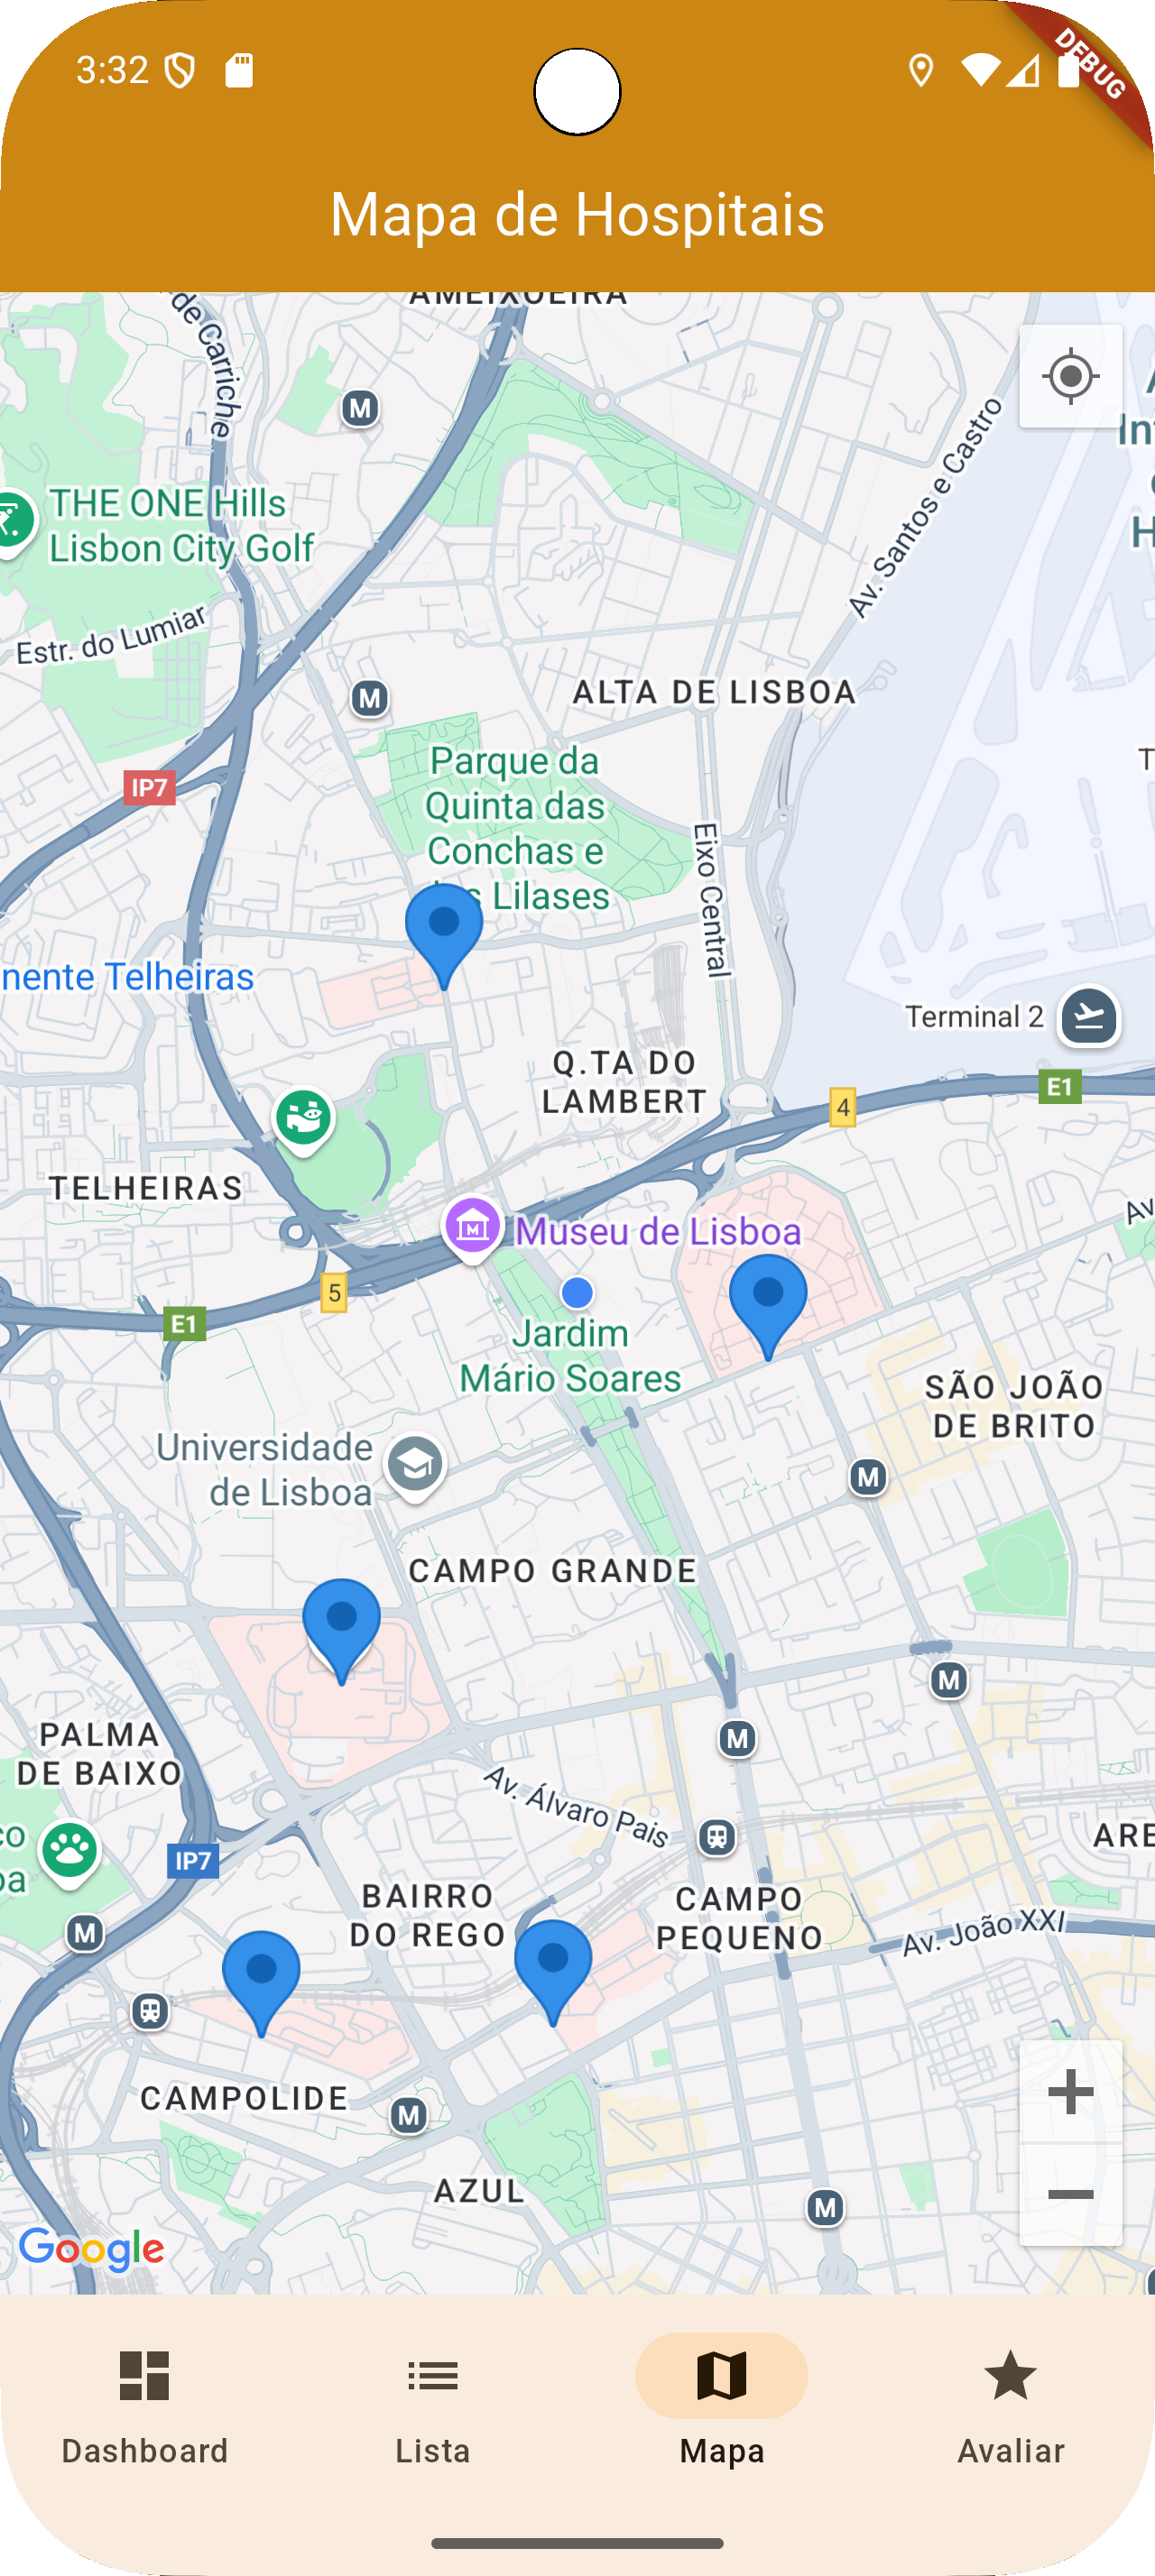 3:32
DEBUG
Mapa de Hospitais
AMEIXOEIRA
de Carriche
M
THE ONE Hills
Lisbon City Golf
Av. Santos e Castro
Estr. do Lumiar
M
ALTA DE LISBOA
Parque da
Quinta das
Conchas e
Lilases
IP7
Eixo Central
nente Telheiras
Terminal 2
Q.TA DO
LAMBERT
E1
4
TELHEIRAS
Av
M
Museu de Lisboa
5
E1
Jardim
Mário Soares
SÃO JOÃO
DE BRITO
Universidade
de Lisboa
M
CAMPO GRANDE
M
PALMA
DE BAIXO
M
Av. Álvaro Pais
IP7
ARE
BAIRRO
DO REGO
CAMPO
PEQUENO
M
Av. João XXI
CAMPOLIDE
M
AZUL
M
Google
Dashboard
Lista
Mapa
Avaliar